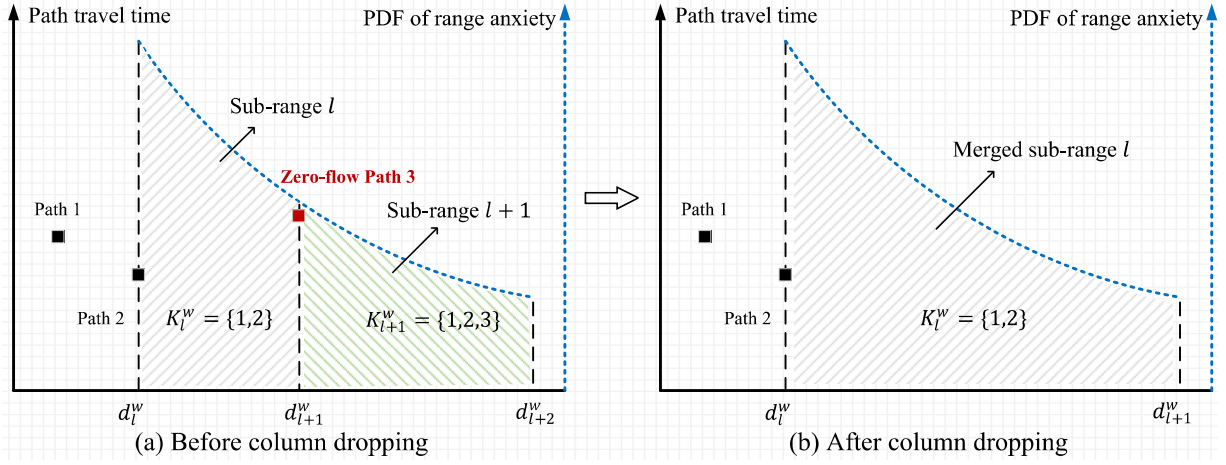 Path travel time
PDF of range anxiety
Sub-range l
Zero-flow Path 3
Sub-range l + 1
Path 1
Path 2
K_l^w = {1,2}
K_{l+1}^w = {1,2,3}
d_l^w
d_{l+1}^w
d_{l+2}^w
(a) Before column dropping
Path travel time
PDF of range anxiety
Merged sub-range l
Path 1
Path 2
K_l^w = {1,2}
d_l^w
d_{l+1}^w
(b) After column dropping